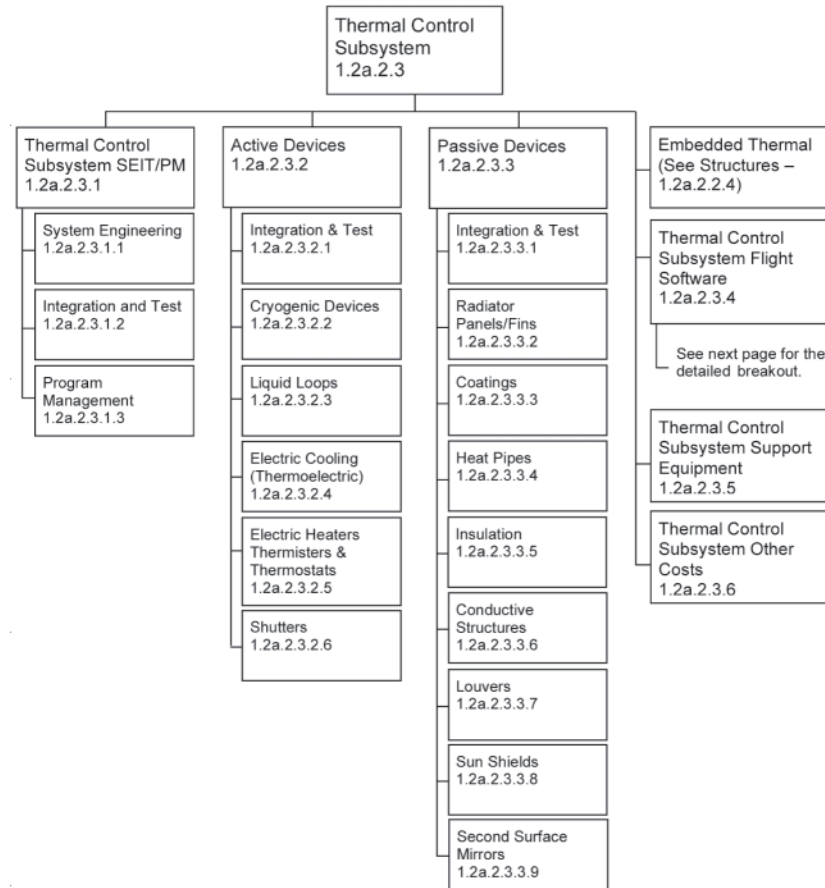 Thermal Control
Subsystem
1.2a.2.3
Thermal Control
Subsystem SEIT/PM
1.2a.2.3.1
System Engineering
1.2a.2.3.1.1
Integration and Test
1.2a.2.3.1.2
Program
Management
1.2a.2.3.1.3
Active Devices
1.2a.2.3.2
Integration & Test
1.2a.2.3.2.1
Cryogenic Devices
1.2a.2.3.2.2
Liquid Loops
1.2a.2.3.2.3
Electric Cooling
(Thermoelectric)
1.2a.2.3.2.4
Electric Heaters
Thermisters &
Thermostats
1.2a.2.3.2.5
Shutters
1.2a.2.3.2.6
Passive Devices
1.2a.2.3.3
Integration & Test
1.2a.2.3.3.1
Radiator
Panels/Fins
1.2a.2.3.3.2
Coatings
1.2a.2.3.3.3
Heat Pipes
1.2a.2.3.3.4
Insulation
1.2a.2.3.3.5
Conductive
Structures
1.2a.2.3.3.6
Louvers
1.2a.2.3.3.7
Sun Shields
1.2a.2.3.3.8
Second Surface
Mirrors
1.2a.2.3.3.9
Embedded Thermal
(See Structures –
1.2a.2.2.4)
Thermal Control
Subsystem Flight
Software
1.2a.2.3.4
See next page for the
detailed breakout.
Thermal Control
Subsystem Support
Equipment
1.2a.2.3.5
Thermal Control
Subsystem Other
Costs
1.2a.2.3.6